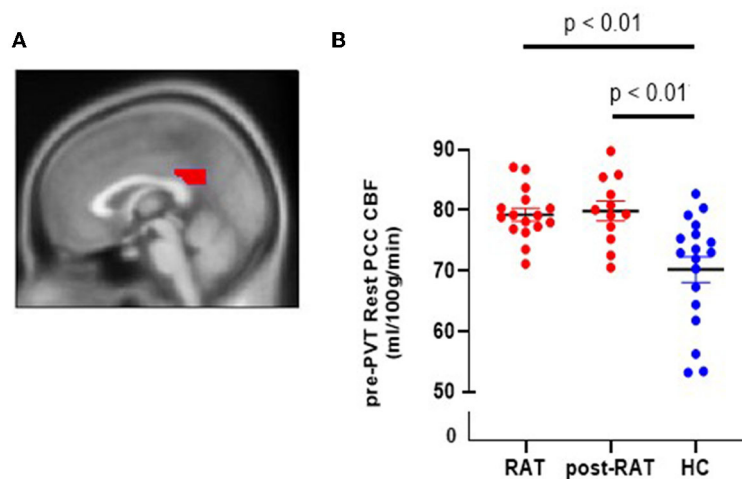 A
B
p < 0.01
p < 0.01
pre-PVT Rest PCC CBF
(ml/100g/min)
90
80
70
60
50
0
RAT post-RAT HC